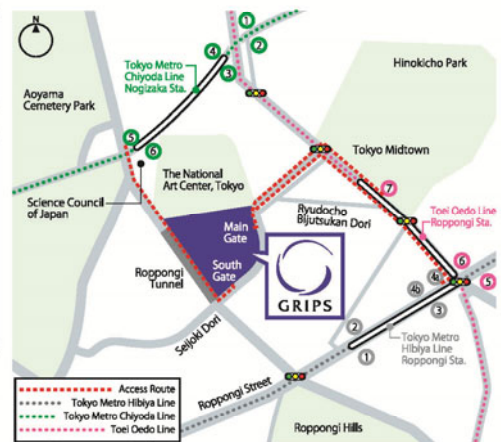 N
①
②
④
③
Tokyo Metro
Chiyoda Line
Nogizaka Sta.
Hinokicho Park
Aoyama
Cemetery Park
⑤
⑥
Tokyo Midtown
The National
Art Center, Tokyo
⑦
Science Council
of Japan
Ryudocho
Bijutsukan Dori
Toei Oedo Line
Roppongi Sta.
Main
Gate
South
Gate
GRIPS
Roppongi
Tunnel
⑥
4a
⑤
4b
③
Seijoki Dori
②
①
Tokyo Metro
Hibiya Line
Roppongi Sta.
Roppongi Street
Access Route
Tokyo Metro Hibiya Line
Tokyo Metro Chiyoda Line
Toei Oedo Line
Roppongi Hills